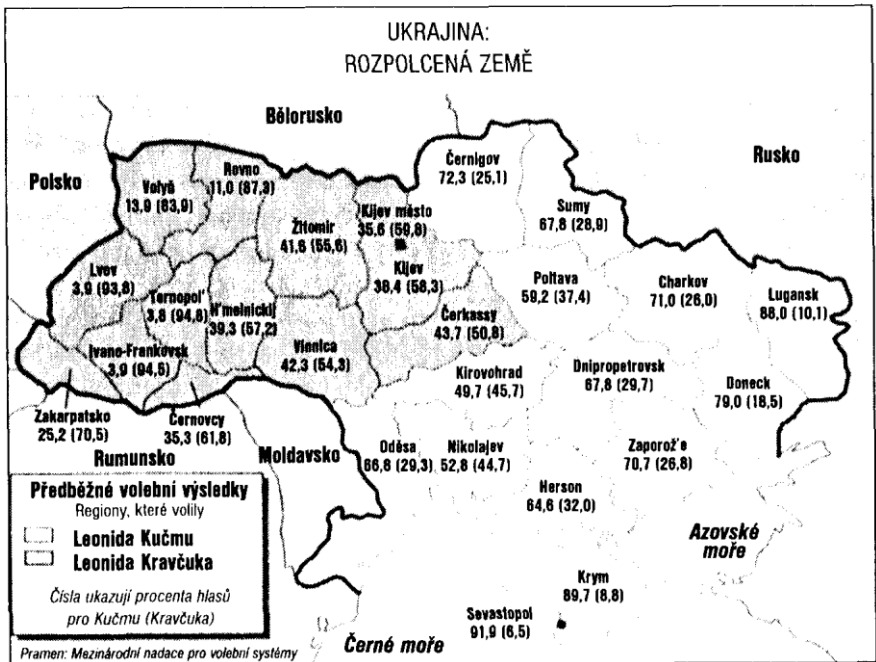 UKRAJINA:
ROZPOLCENÁ ZEMĚ
Bělorusko
Rusko
Polsko
Černigov
72,3 (25,1)
Sumy
67,8 (28,9)
Rovno
11,0 (87,3)
Volyň
13,9 (83,9)
Žitomir
41,6 (55,6)
Kijev město
35,6 (59,8)
Kijev
38,4 (58,3)
Lvov
3,9 (93,8)
Ternopol'
3,8 (94,8)
H'melnickij
39,3 (57,2)
Vinnica
42,3 (54,3)
Čerkassy
43,7 (50,8)
Poltava
59,2 (37,4)
Charkov
71,0 (26,0)
Lugansk
88,0 (10,1)
Ivano-Frankovsk
3,9 (94,5)
Kirovohrad
49,7 (45,7)
Dnipropetrovsk
67,8 (29,7)
Doneck
79,0 (18,5)
Zakarpatsko
25,2 (70,5)
Černovcy
35,3 (61,8)
Rumunsko
Moldavsko
Oděsa
66,8 (29,3)
Nikolajev
52,8 (44,7)
Zaporož'e
70,7 (26,8)
Herson
64,6 (32,0)
Azovské
moře
Krym
89,7 (8,8)
Sevastopol
91,9 (6,5)
Černé moře
Předběžné volební výsledky
Regiony, které volily
Leonida Kučmu
Leonida Kravčuka
Čísla ukazují procenta hlasů
pro Kučmu (Kravčuka)
Pramen: Mezinárodní nadace pro volební systémy